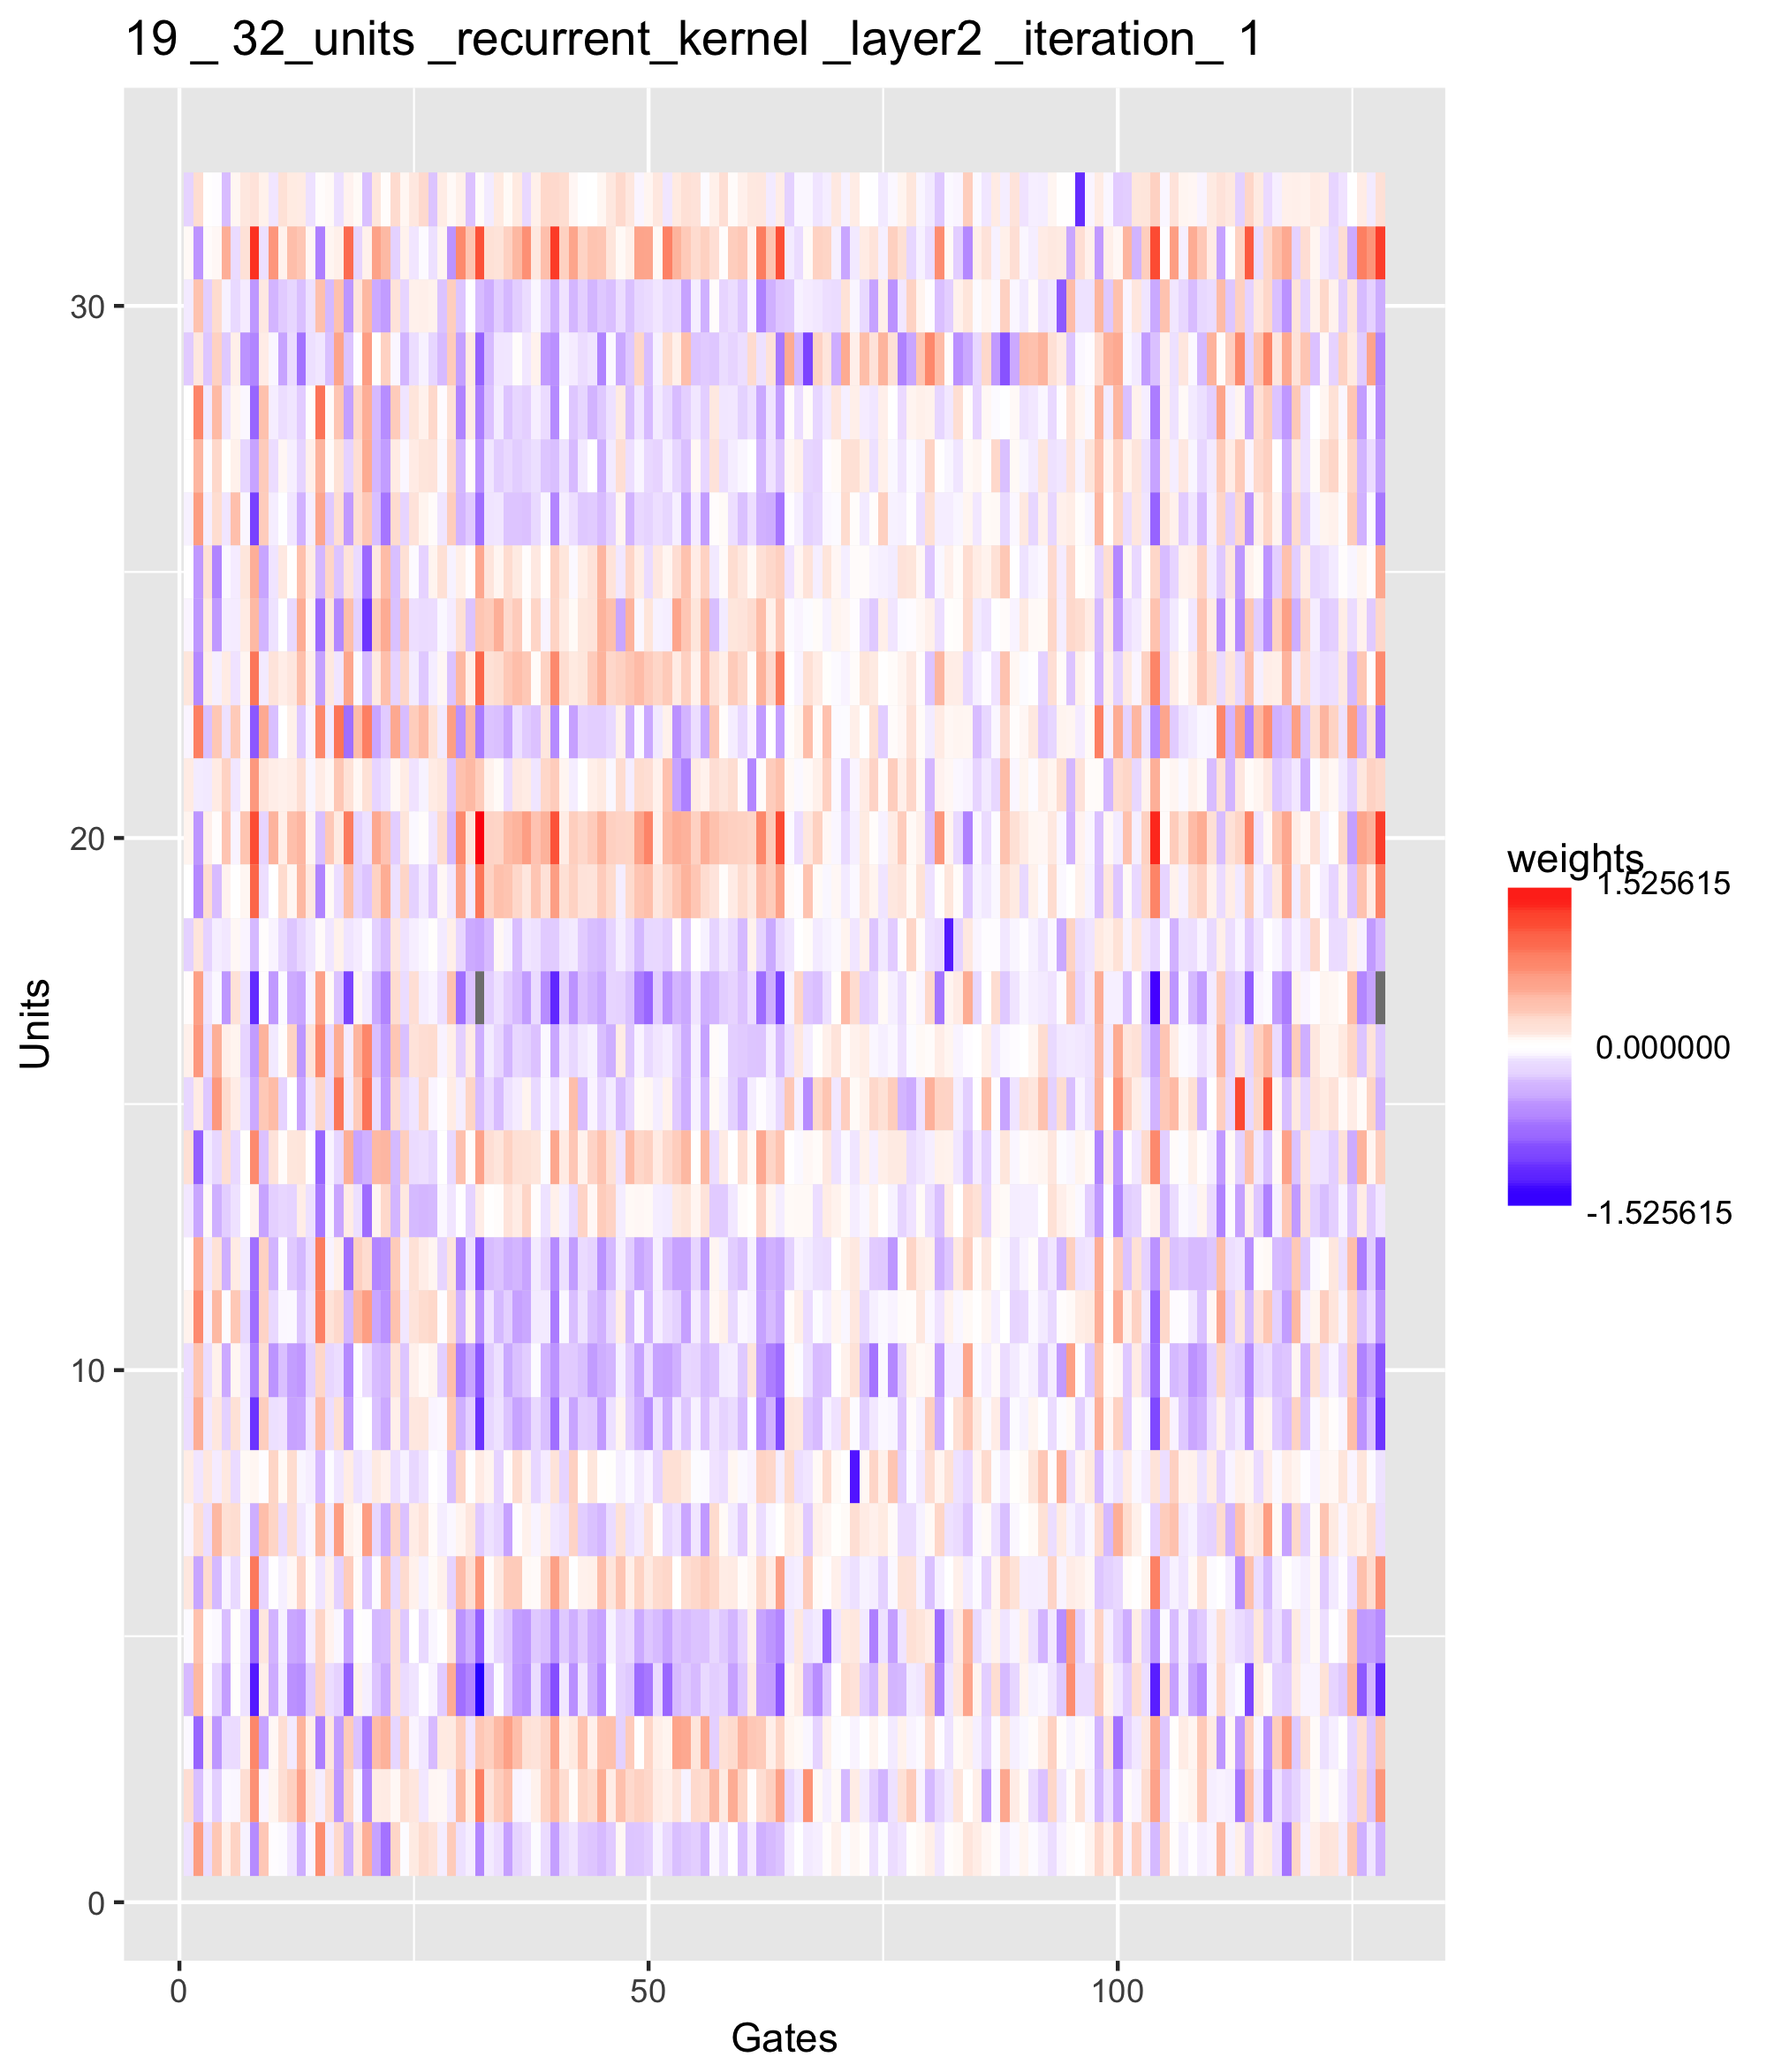 19 _ 32_units _recurrent_kernel _layer2 _iteration_ 1
Units
30
20
10
0
0 50 100
Gates
weights
1.525615
0.000000
-1.525615